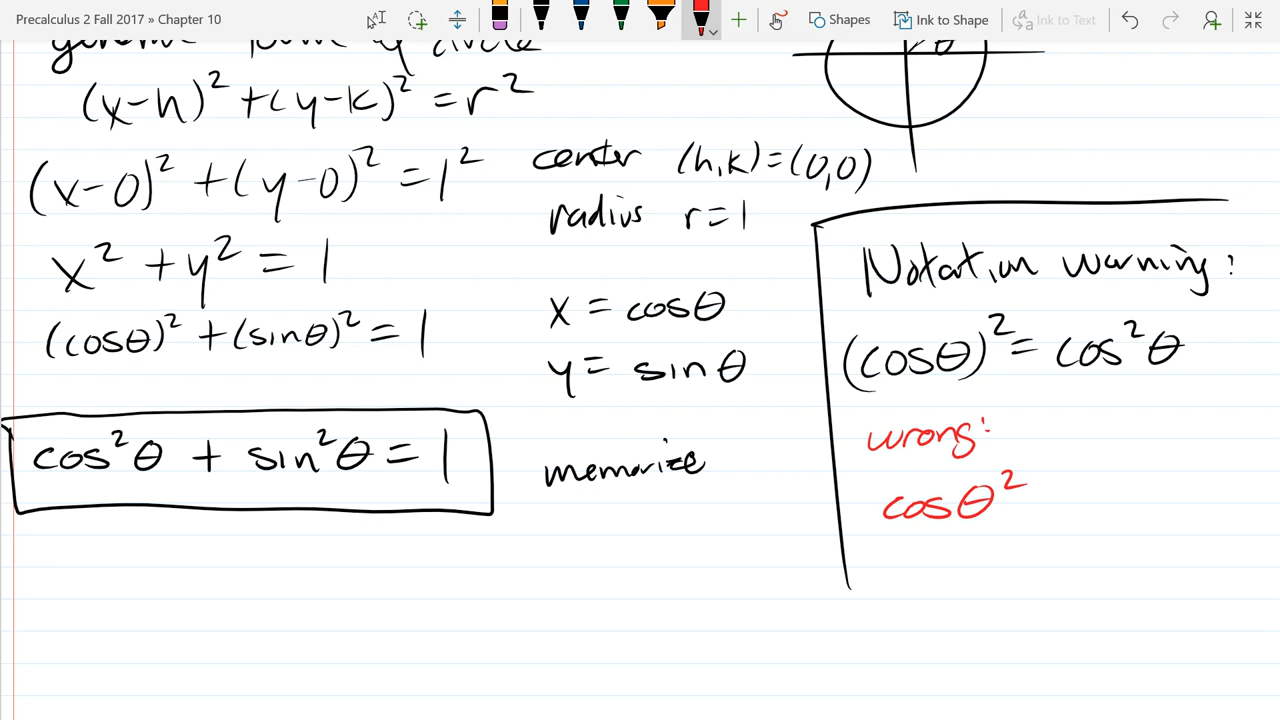 Precalculus 2 Fall 2017 » Chapter 10
Shapes
Ink to Shape
Ink to Text
circle
(x-h)² + (y-k)² = r²
(x-0)² + (y-0)² = 1²
center (h,k) = (0,0)
radius r = 1
x² + y² = 1
(cosθ)² + (sinθ)² = 1
x = cosθ
y = sinθ
cos²θ + sin²θ = 1
memorize
θ
Notation warning:
(cosθ)² = cos²θ
wrong:
cosθ²